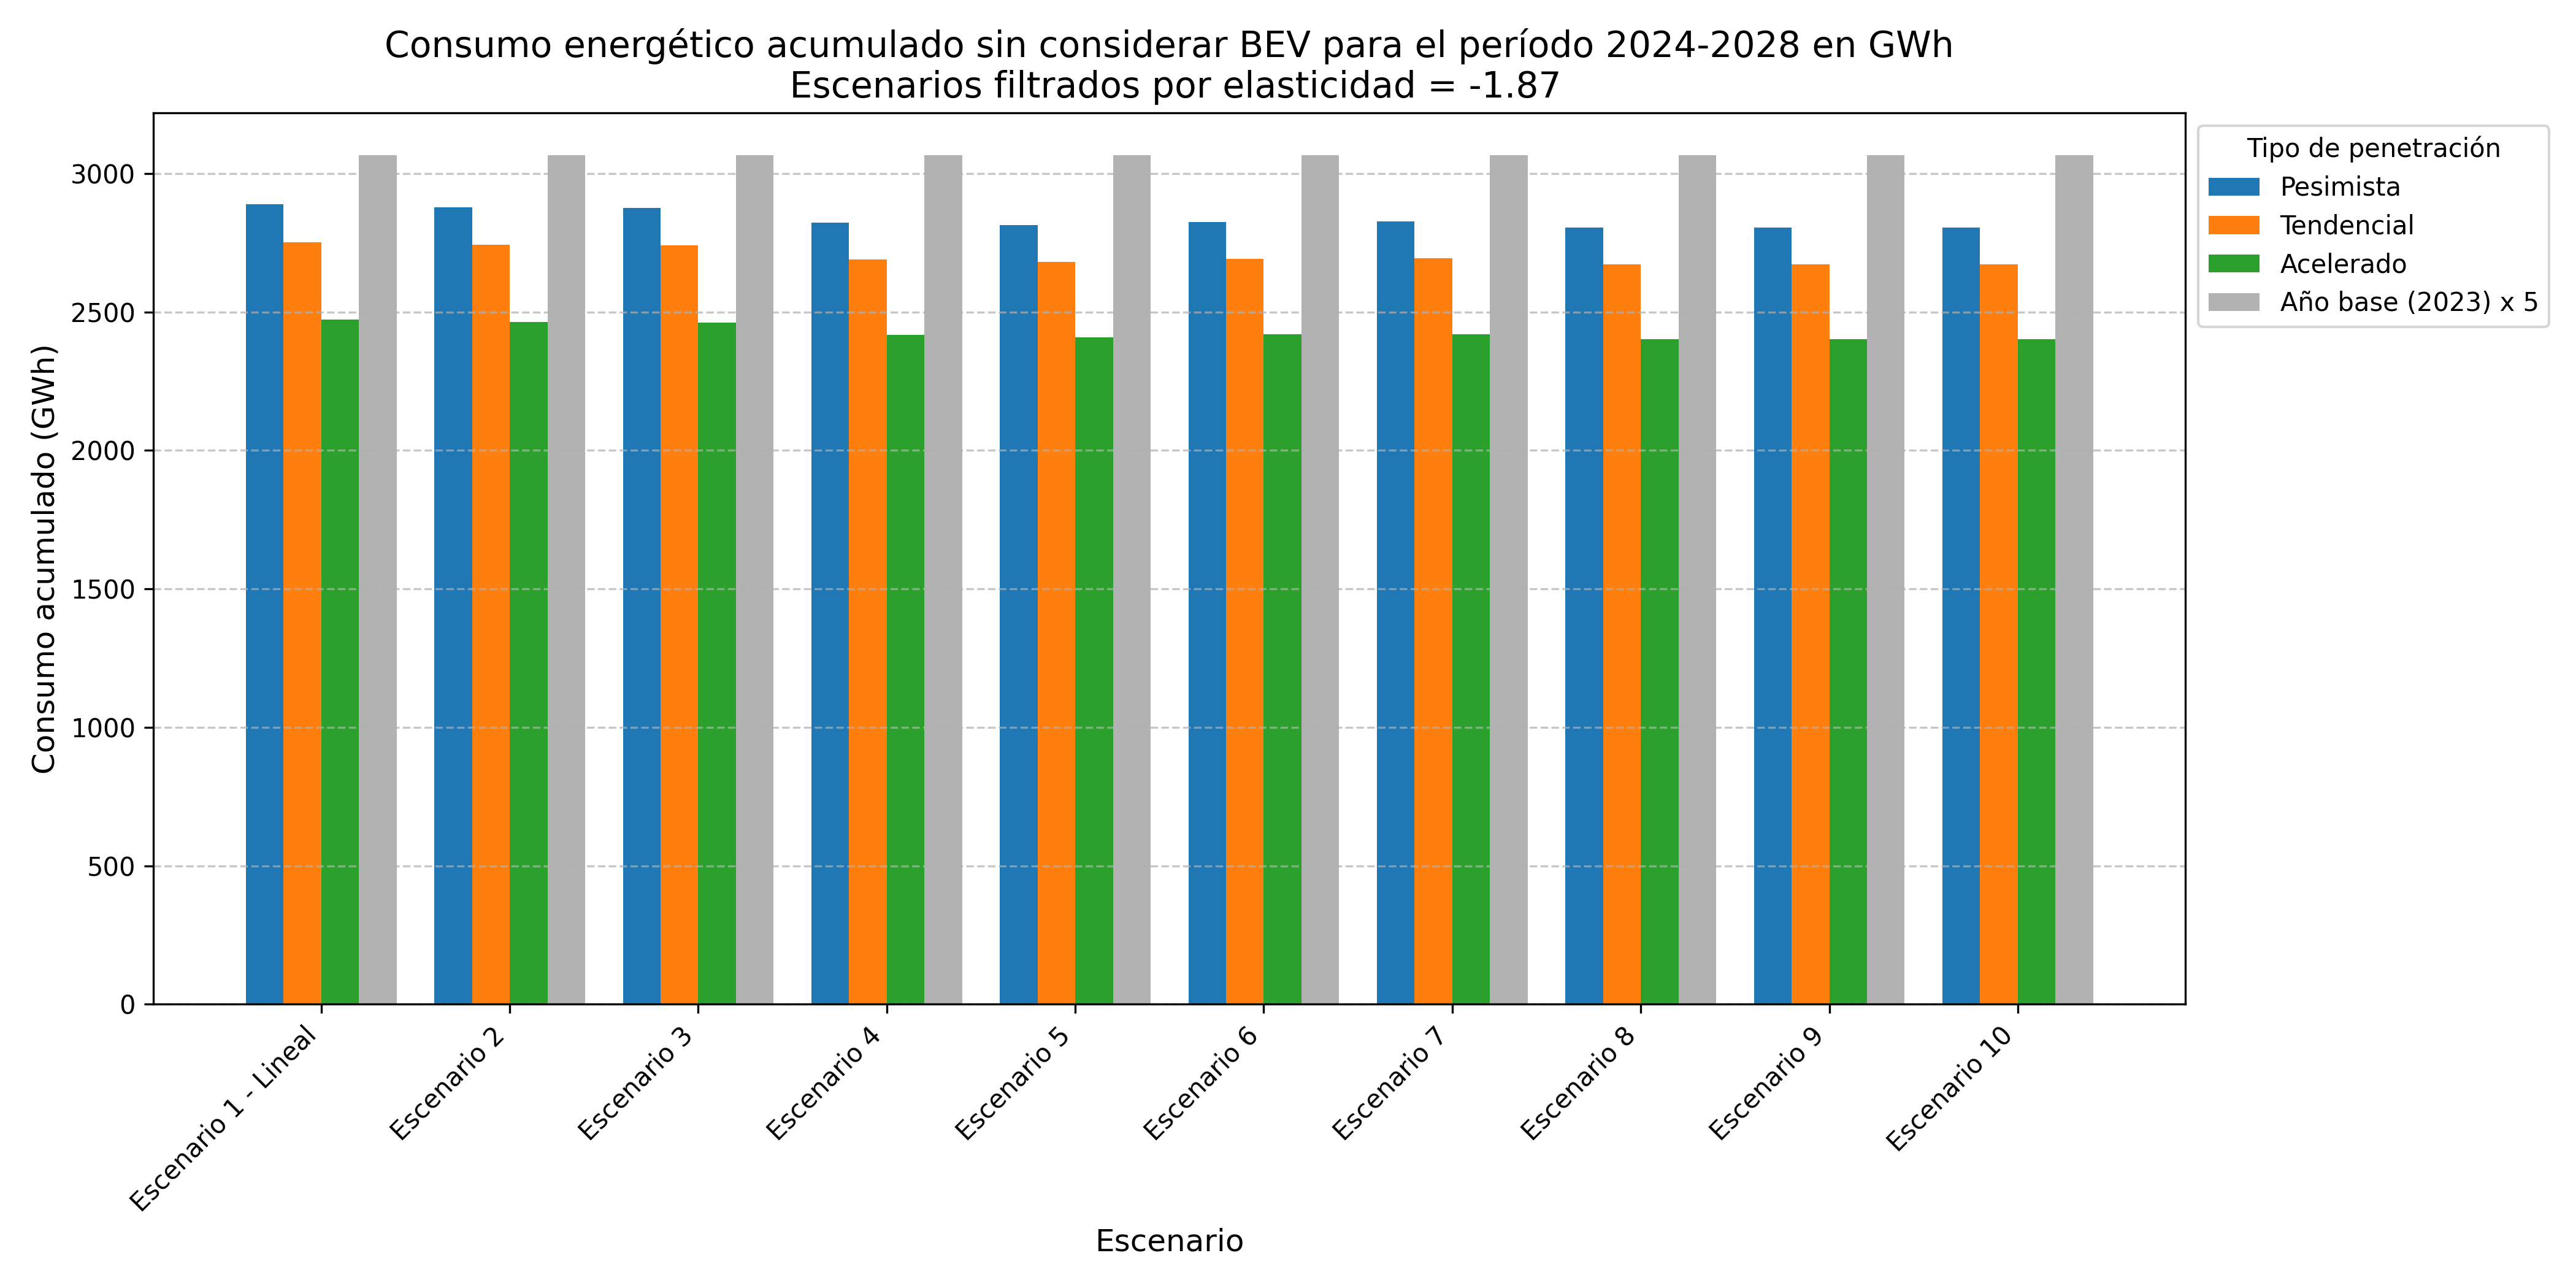 Consumo energético acumulado sin considerar BEV para el período 2024-2028 en GWh
Escenarios filtrados por elasticidad = -1.87
Consumo acumulado (GWh)
3000
2500
2000
1500
1000
500
0
Tipo de penetración
Pesimista
Tendencial
Acelerado
Año base (2023) x 5
Escenario 1 - Lineal
Escenario 2
Escenario 3
Escenario 4
Escenario 5
Escenario 6
Escenario 7
Escenario 8
Escenario 9
Escenario 10
Escenario